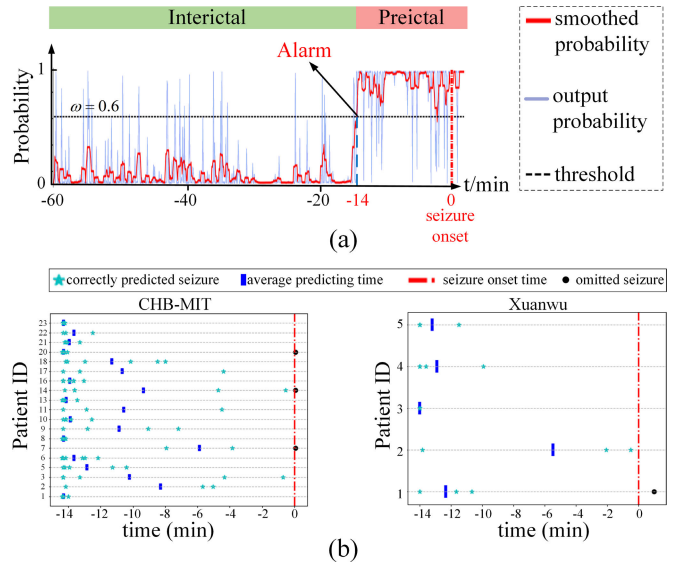 Interictal Preictal
Alarm
smoothed
probability
output
probability
threshold
Probability
1
ω = 0.6
0
-60 -40 -20 -14 0 t/min
seizure
onset
(a)
correctly predicted seizure average predicting time seizure onset time omitted seizure
CHB-MIT Xuanwu
Patient ID
23
22
21
20
18
17
16
14
13
11
10
9
8
7
6
5
3
2
1
-14 -12 -10 -8 -6 -4 -2 0
time (min)
Patient ID
5
4
3
2
1
-14 -12 -10 -8 -6 -4 -2 0
time (min)
(b)